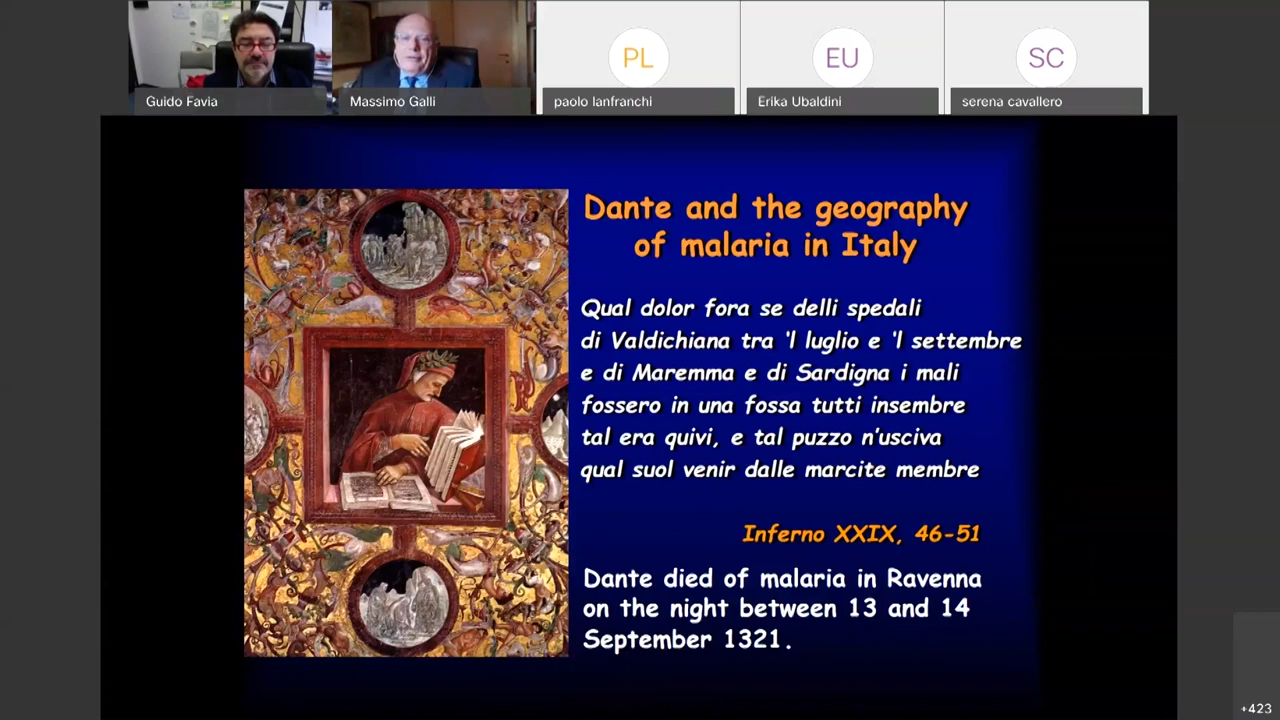 PL
EU
SC
Guido Favia
Massimo Galli
paolo lanfranchi
Erika Ubaldini
serena cavallero
Dante and the geography
of malaria in Italy
Qual dolor fora se delli spedali
di Valdichiana tra 'l luglio e 'l settembre
e di Maremma e di Sardigna i mali
fossero in una fossa tutti insembre
tal era quivi, e tal puzzo n'usciva
qual suol venir dalle marcite membre
Inferno XXIX, 46-51
Dante died of malaria in Ravenna
on the night between 13 and 14
September 1321.
+423